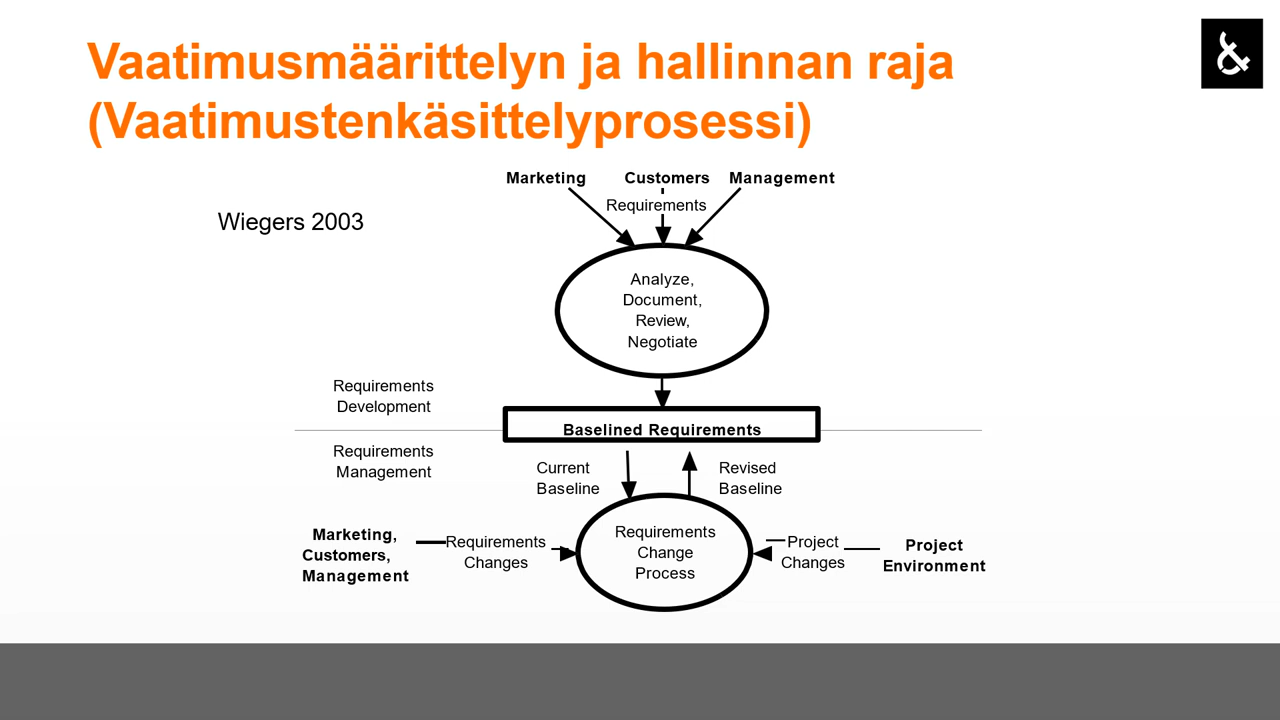 Vaatimusmäärittelyn ja hallinnan raja
(Vaatimustenkäsittelyprosessi)
&
Marketing Customers Management
Requirements
Wiegers 2003
Analyze,
Document,
Review,
Negotiate
Requirements
Development
Baselined Requirements
Requirements
Management
Current
Baseline
Revised
Baseline
Marketing,
Customers,
Management
Requirements
Changes
Requirements
Change
Process
Project
Changes
Project
Environment